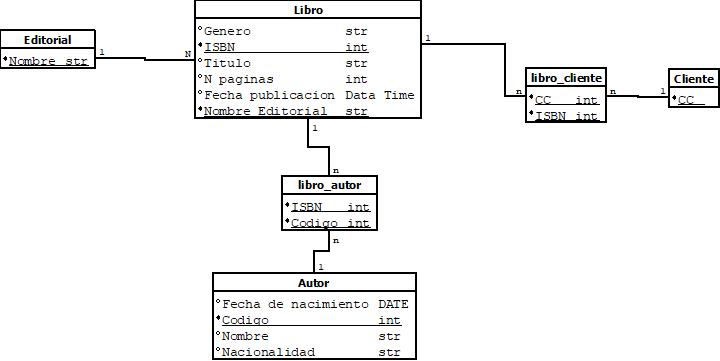 Libro
Genero str
ISBN int
Titulo str
N paginas int
Fecha publicacion Data Time
Nombre Editorial str
Editorial
Nombre str
1
N
1
n
libro_cliente
CC int
ISBN int
n
1
Cliente
CC
1
n
libro_autor
ISBN int
Codigo int
n
1
Autor
Fecha de nacimiento DATE
Codigo int
Nombre str
Nacionalidad str